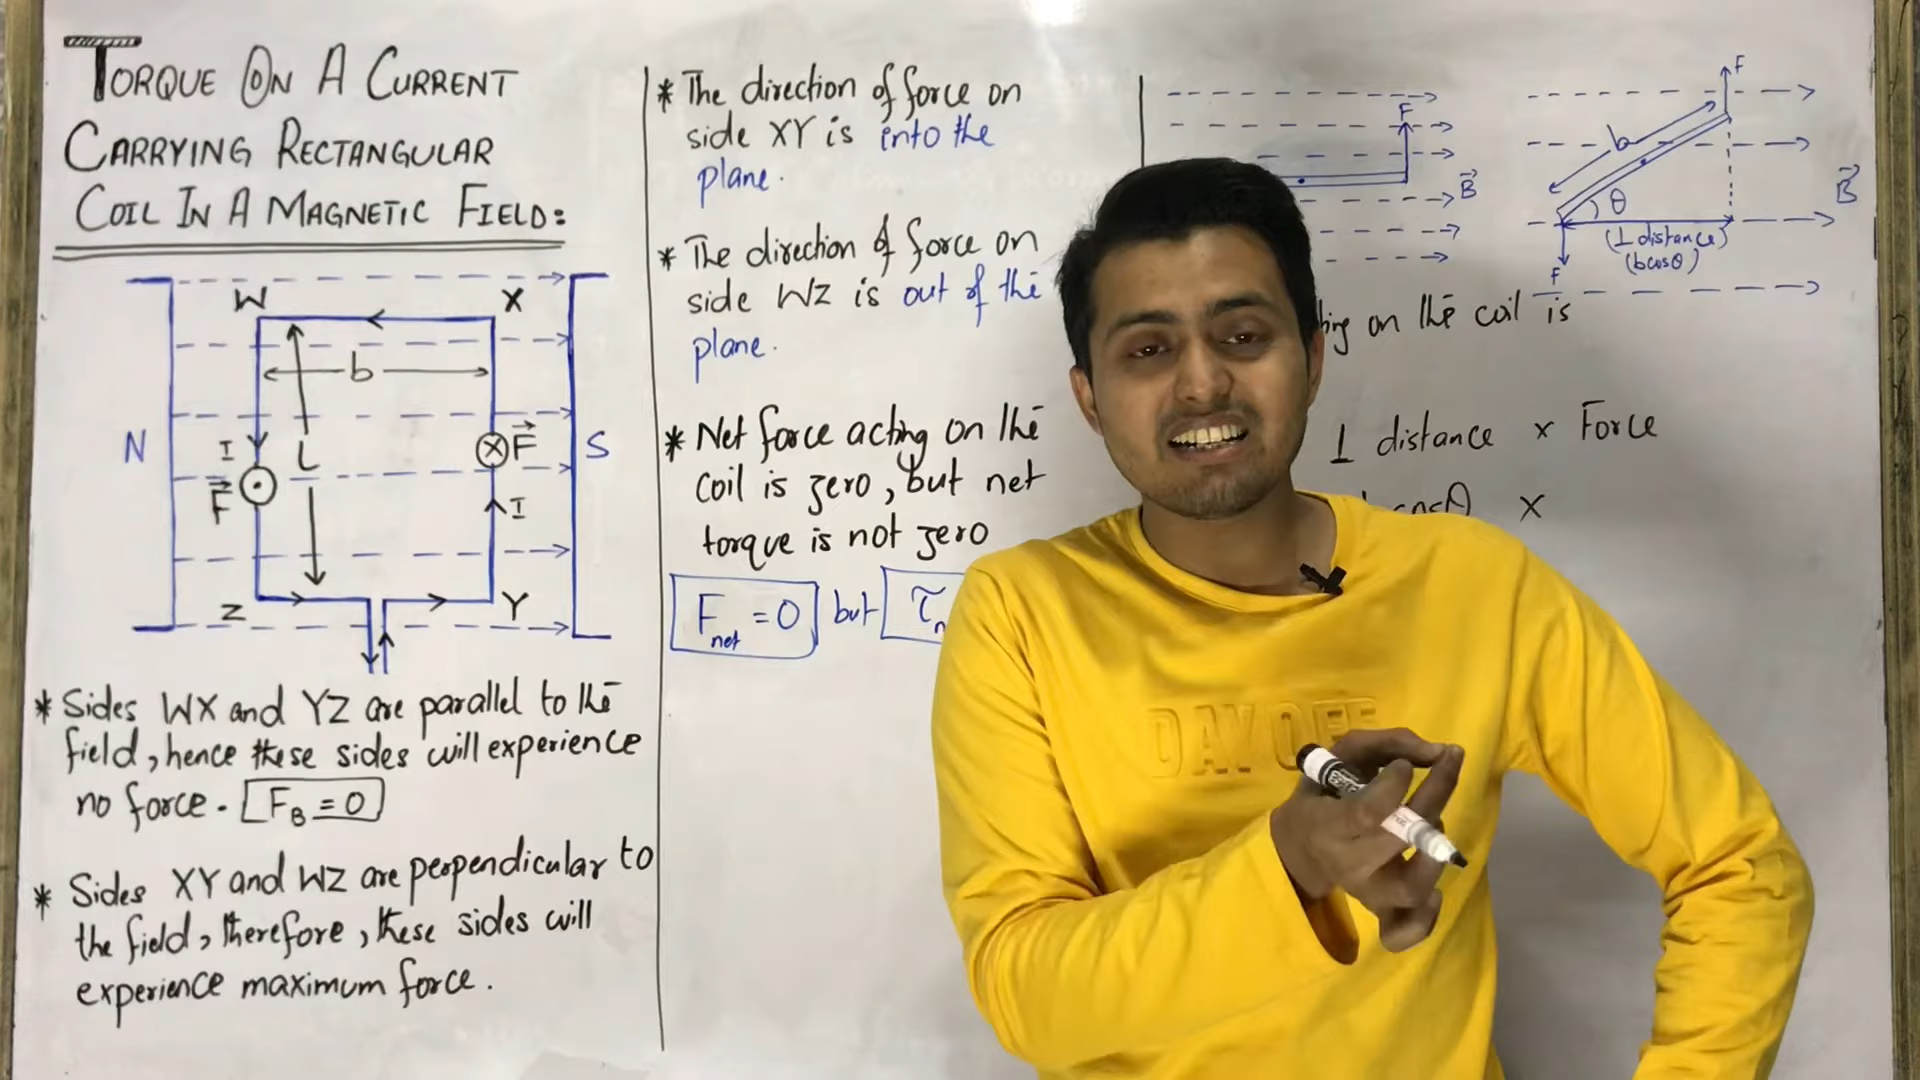 TORQUE ON A CURRENT
CARRYING RECTANGULAR
COIL IN A MAGNETIC FIELD:
W
X
b
N
I
L
F
S
F
I
Z
Y
* Sides WX and YZ are parallel to the
field, hence these sides will experience
no force. F_B = 0
* Sides XY and WZ are perpendicular to
the field, therefore, these sides will
experience maximum force.
* The direction of force on
side XY is into the
plane.
* The direction of force on
side WZ is out of the
plane.
* Net force acting on the
coil is zero, but net
torque is not zero
F_net = 0 but τ
F
B
F
b
θ
B
(⊥ distance)
(b cosθ)
F
on the coil is
⊥ distance x Force
cosθ x
DAY OFF